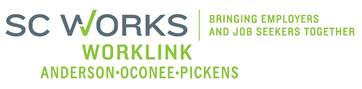 SC WORKS
BRINGING EMPLOYERS
AND JOB SEEKERS TOGETHER
WORKLINK
ANDERSON•OCONEE•PICKENS